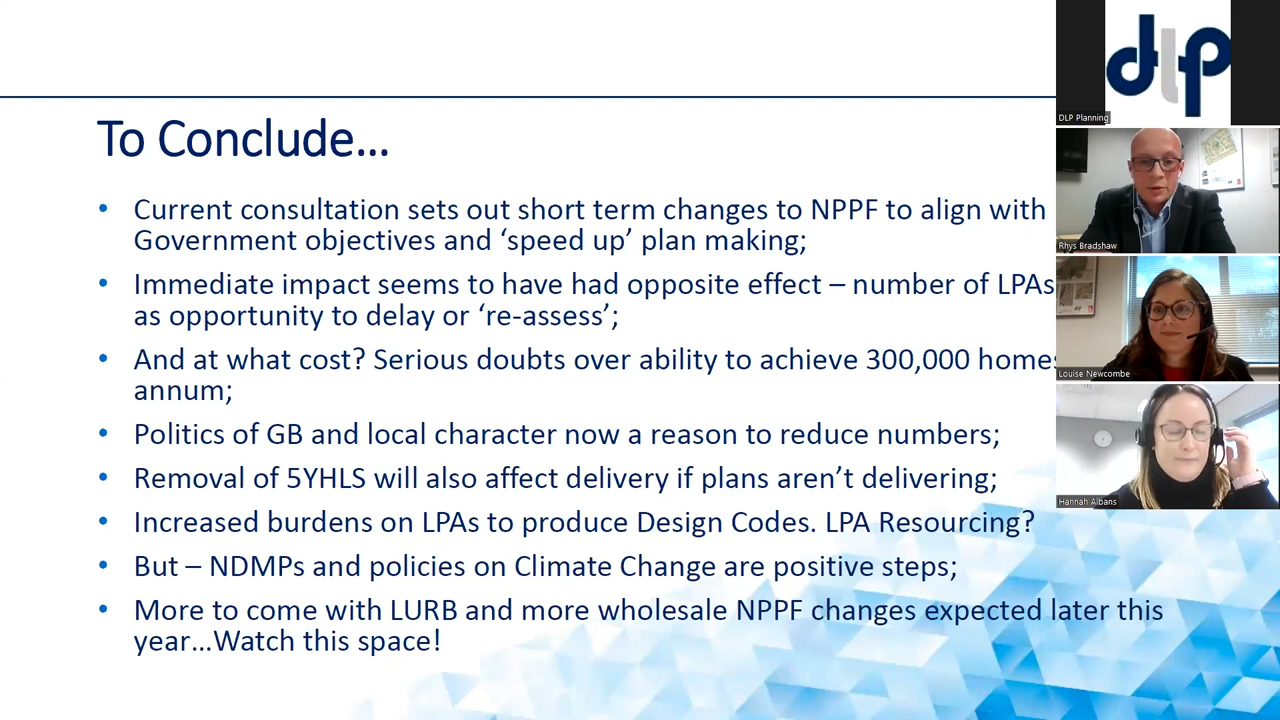 To Conclude...
• Current consultation sets out short term changes to NPPF to align with
Government objectives and ‘speed up’ plan making;
• Immediate impact seems to have had opposite effect – number of LPAs
as opportunity to delay or ‘re-assess’;
• And at what cost? Serious doubts over ability to achieve 300,000 homes
annum;
• Politics of GB and local character now a reason to reduce numbers;
• Removal of 5YHLS will also affect delivery if plans aren’t delivering;
• Increased burdens on LPAs to produce Design Codes. LPA Resourcing?
• But – NDMPs and policies on Climate Change are positive steps;
• More to come with LURB and more wholesale NPPF changes expected later this
year...Watch this space!
dlp
DLP Planning
Rhys Bradshaw
Louise Newcombe
Hannah Albans